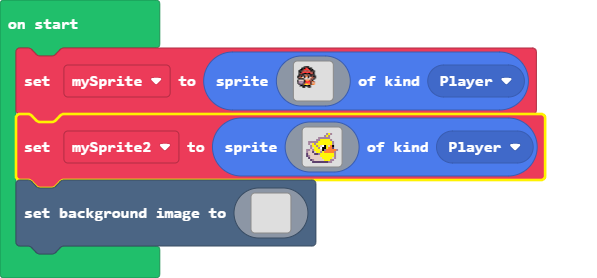 on start
set mySprite to sprite of kind Player
set mySprite2 to sprite of kind Player
set background image to